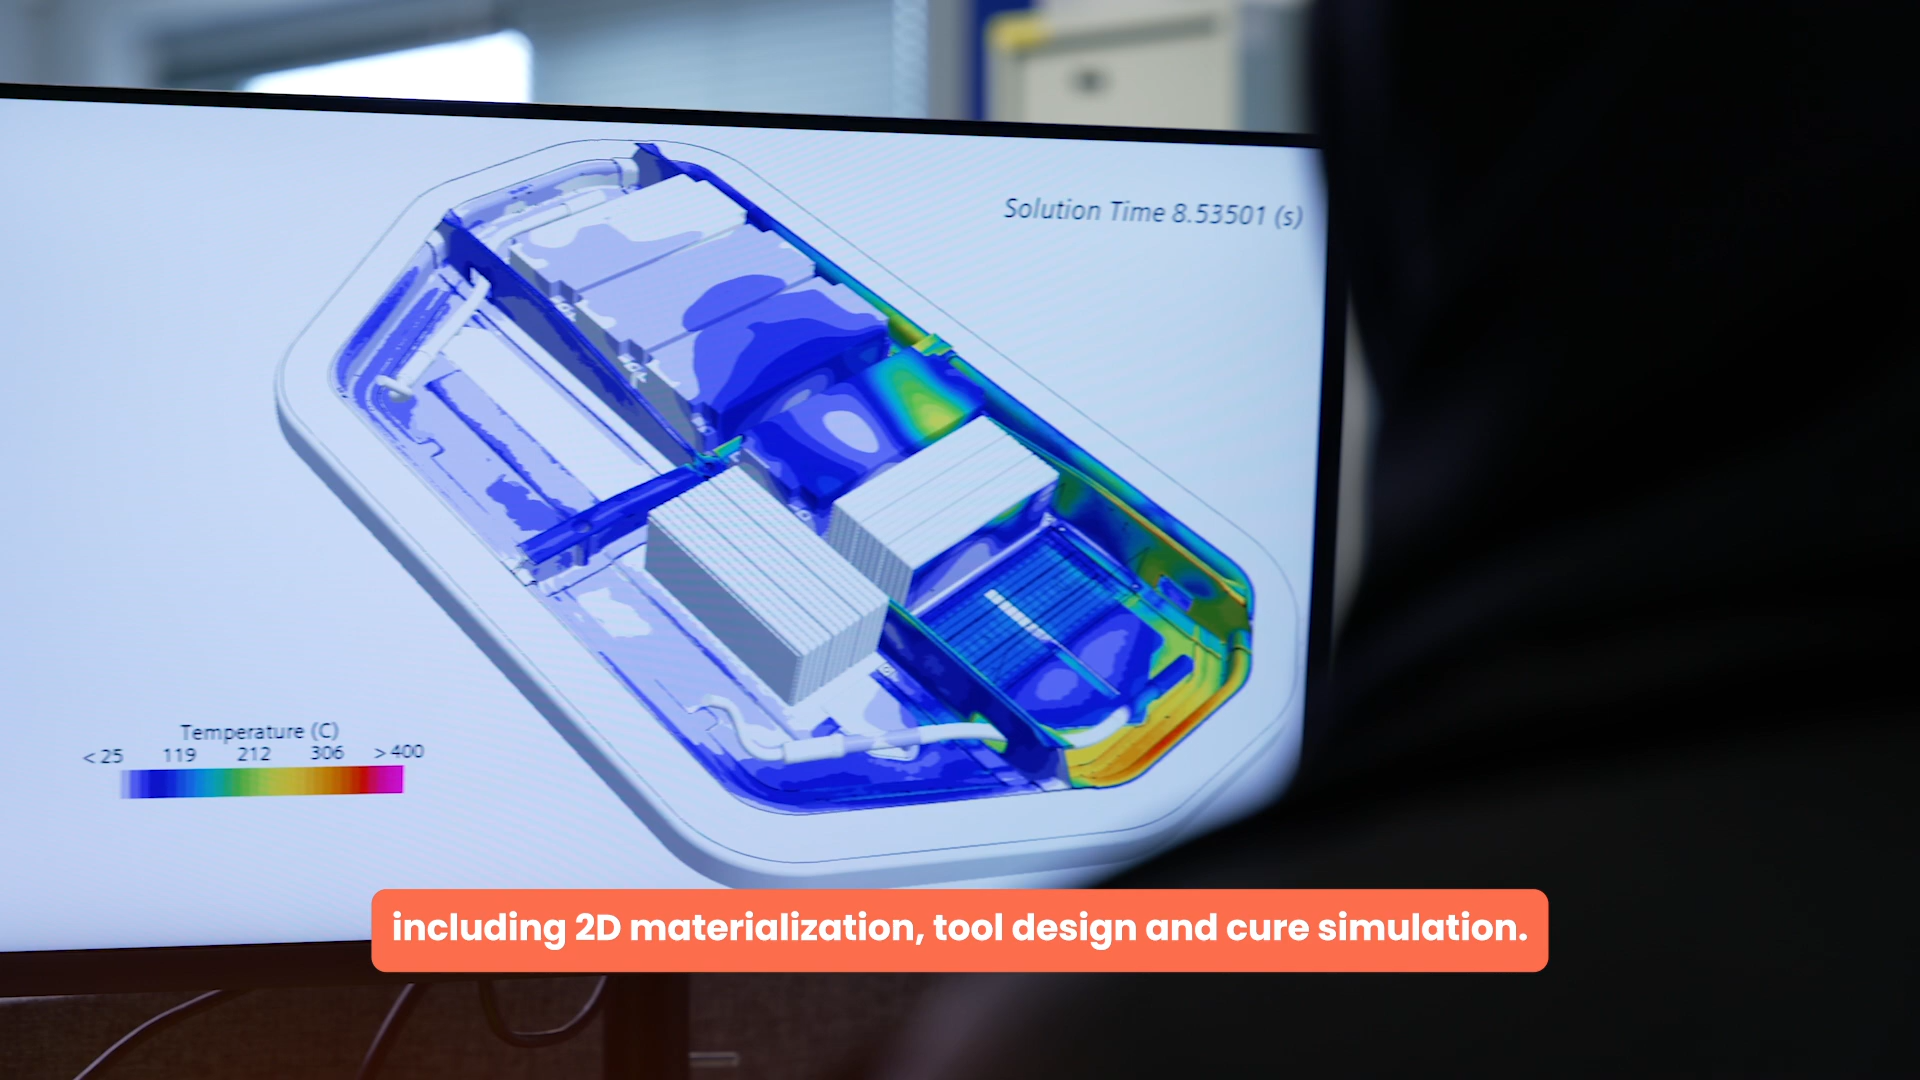 Solution Time 8.53501 (s)
Temperature (C)
< 25 119 212 306 > 400
including 2D materialization, tool design and cure simulation.